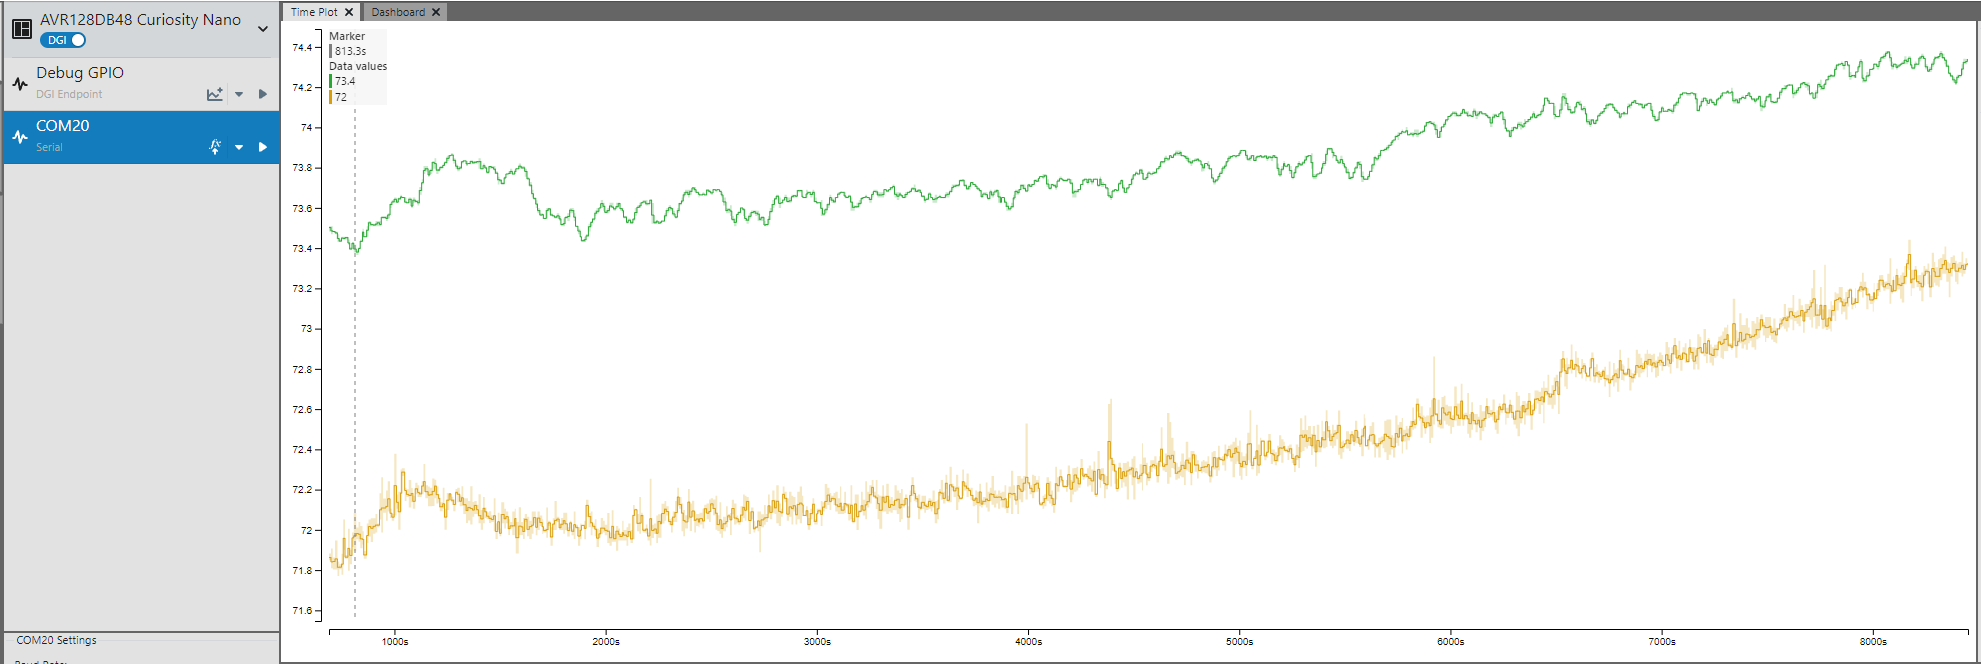 AVR128DB48 Curiosity Nano
DGI
Debug GPIO
DGI Endpoint
COM20
Serial
fx
COM20 Settings
Time Plot
Dashboard
Marker
813.3s
Data values
73.4
72
74.4
74.2
74
73.8
73.6
73.4
73.2
73
72.8
72.6
72.4
72.2
72
71.8
71.6
1000s 2000s 3000s 4000s 5000s 6000s 7000s 8000s